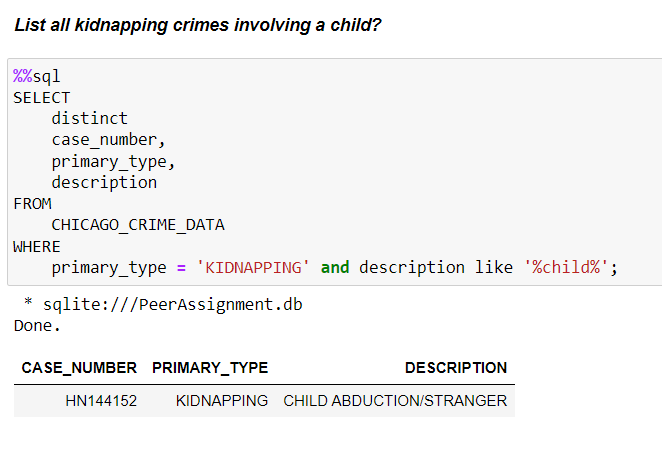 List all kidnapping crimes involving a child?
%%sql
SELECT
    distinct
    case_number,
    primary_type,
    description
FROM
    CHICAGO_CRIME_DATA
WHERE
    primary_type = 'KIDNAPPING' and description like '%child%';
* sqlite:///PeerAssignment.db
Done.
CASE_NUMBER PRIMARY_TYPE DESCRIPTION
HN144152 KIDNAPPING CHILD ABDUCTION/STRANGER